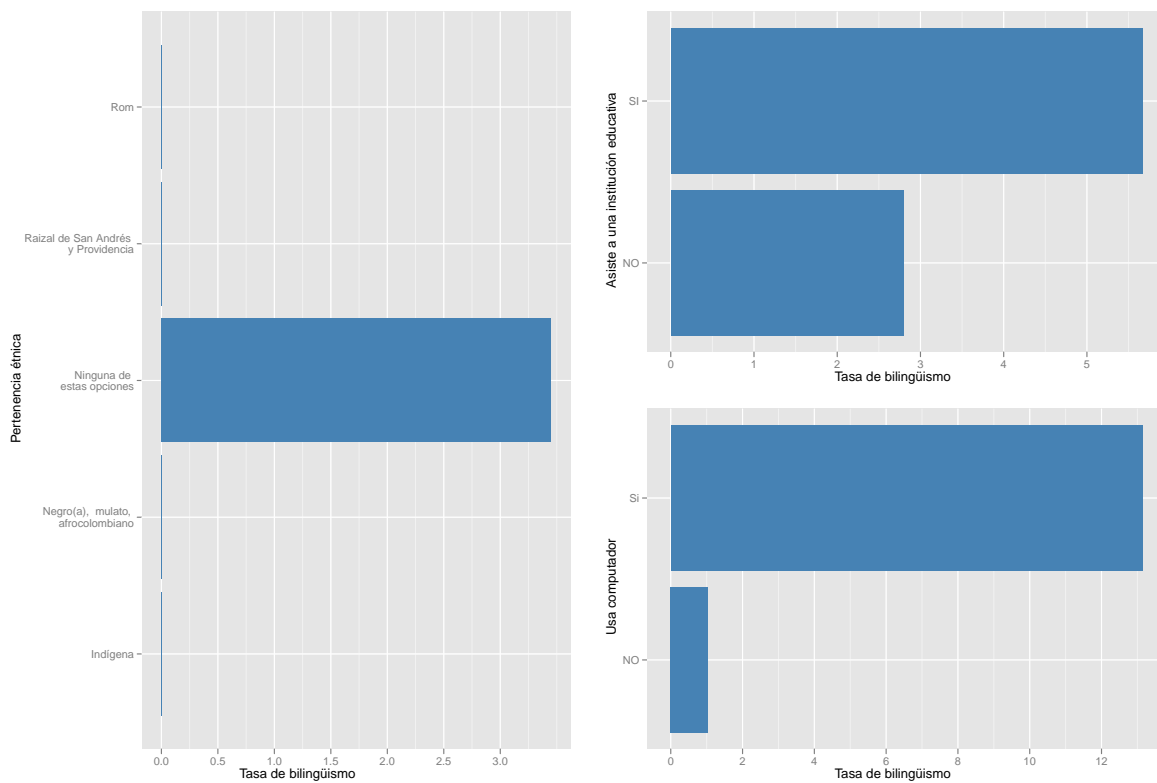 Pertenencia étnica
Rom
Raizal de San Andrés
y Providencia
Ninguna de
estas opciones
Negro(a),  mulato,
afrocolombiano
Indígena
0.0 0.5 1.0 1.5 2.0 2.5 3.0
Tasa de bilingüismo
Asiste a una institución educativa
SI
NO
0 1 2 3 4 5
Tasa de bilingüismo
Usa computador
Si
NO
0 2 4 6 8 10 12
Tasa de bilingüismo